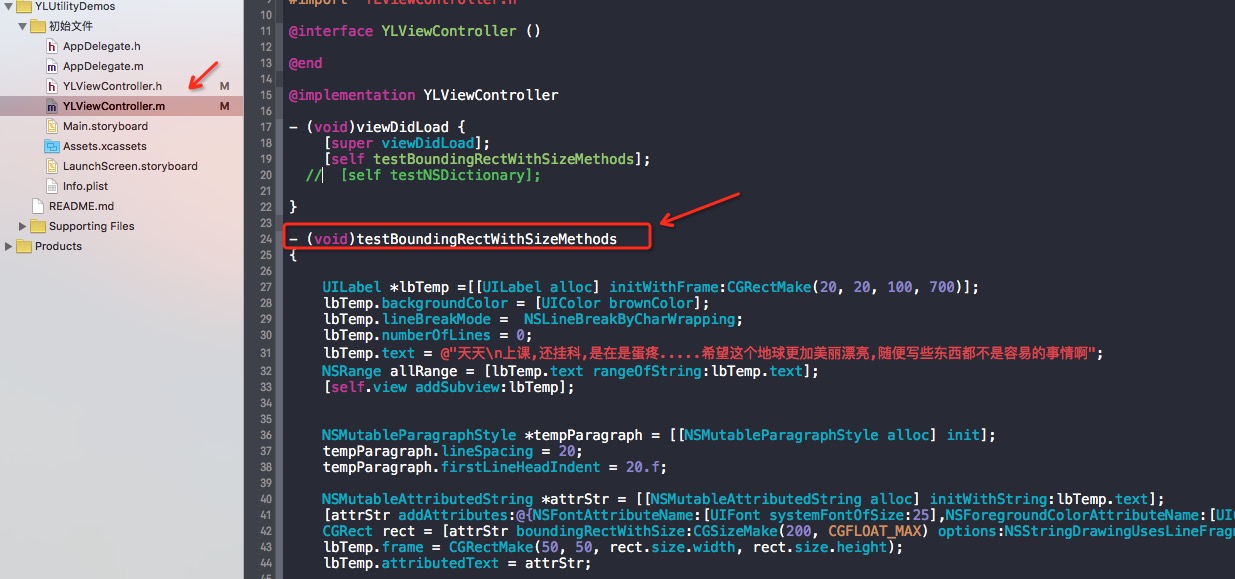 YLUtilityDemos
初始文件
AppDelegate.h
AppDelegate.m
YLViewController.h M
YLViewController.m M
Main.storyboard
Assets.xcassets
LaunchScreen.storyboard
Info.plist
README.md
Supporting Files
Products
9 #import "YLViewController.h"
10
11 @interface YLViewController ()
12
13 @end
14
15 @implementation YLViewController
16
17 - (void)viewDidLoad {
18 [super viewDidLoad];
19 [self testBoundingRectWithSizeMethods];
20 // [self testNSDictionary];
21
22 }
23
24 - (void)testBoundingRectWithSizeMethods
25 {
26
27 UILabel *lbTemp =[[UILabel alloc] initWithFrame:CGRectMake(20, 20, 100, 700)];
28 lbTemp.backgroundColor = [UIColor brownColor];
29 lbTemp.lineBreakMode = NSLineBreakByCharWrapping;
30 lbTemp.numberOfLines = 0;
31 lbTemp.text = @"天天\n上课,还挂科,是在是蛋疼.....希望这个地球更加美丽漂亮,随便写些东西都不是容易的事情啊";
32 NSRange allRange = [lbTemp.text rangeOfString:lbTemp.text];
33 [self.view addSubview:lbTemp];
34
35
36 NSMutableParagraphStyle *tempParagraph = [[NSMutableParagraphStyle alloc] init];
37 tempParagraph.lineSpacing = 20;
38 tempParagraph.firstLineHeadIndent = 20.f;
39
40 NSMutableAttributedString *attrStr = [[NSMutableAttributedString alloc] initWithString:lbTemp.text];
41 [attrStr addAttributes:@{NSFontAttributeName:[UIFont systemFontOfSize:25],NSForegroundColorAttributeName:[UIC
42 CGRect rect = [attrStr boundingRectWithSize:CGSizeMake(200, CGFLOAT_MAX) options:NSStringDrawingUsesLineFragm
43 lbTemp.frame = CGRectMake(50, 50, rect.size.width, rect.size.height);
44 lbTemp.attributedText = attrStr;